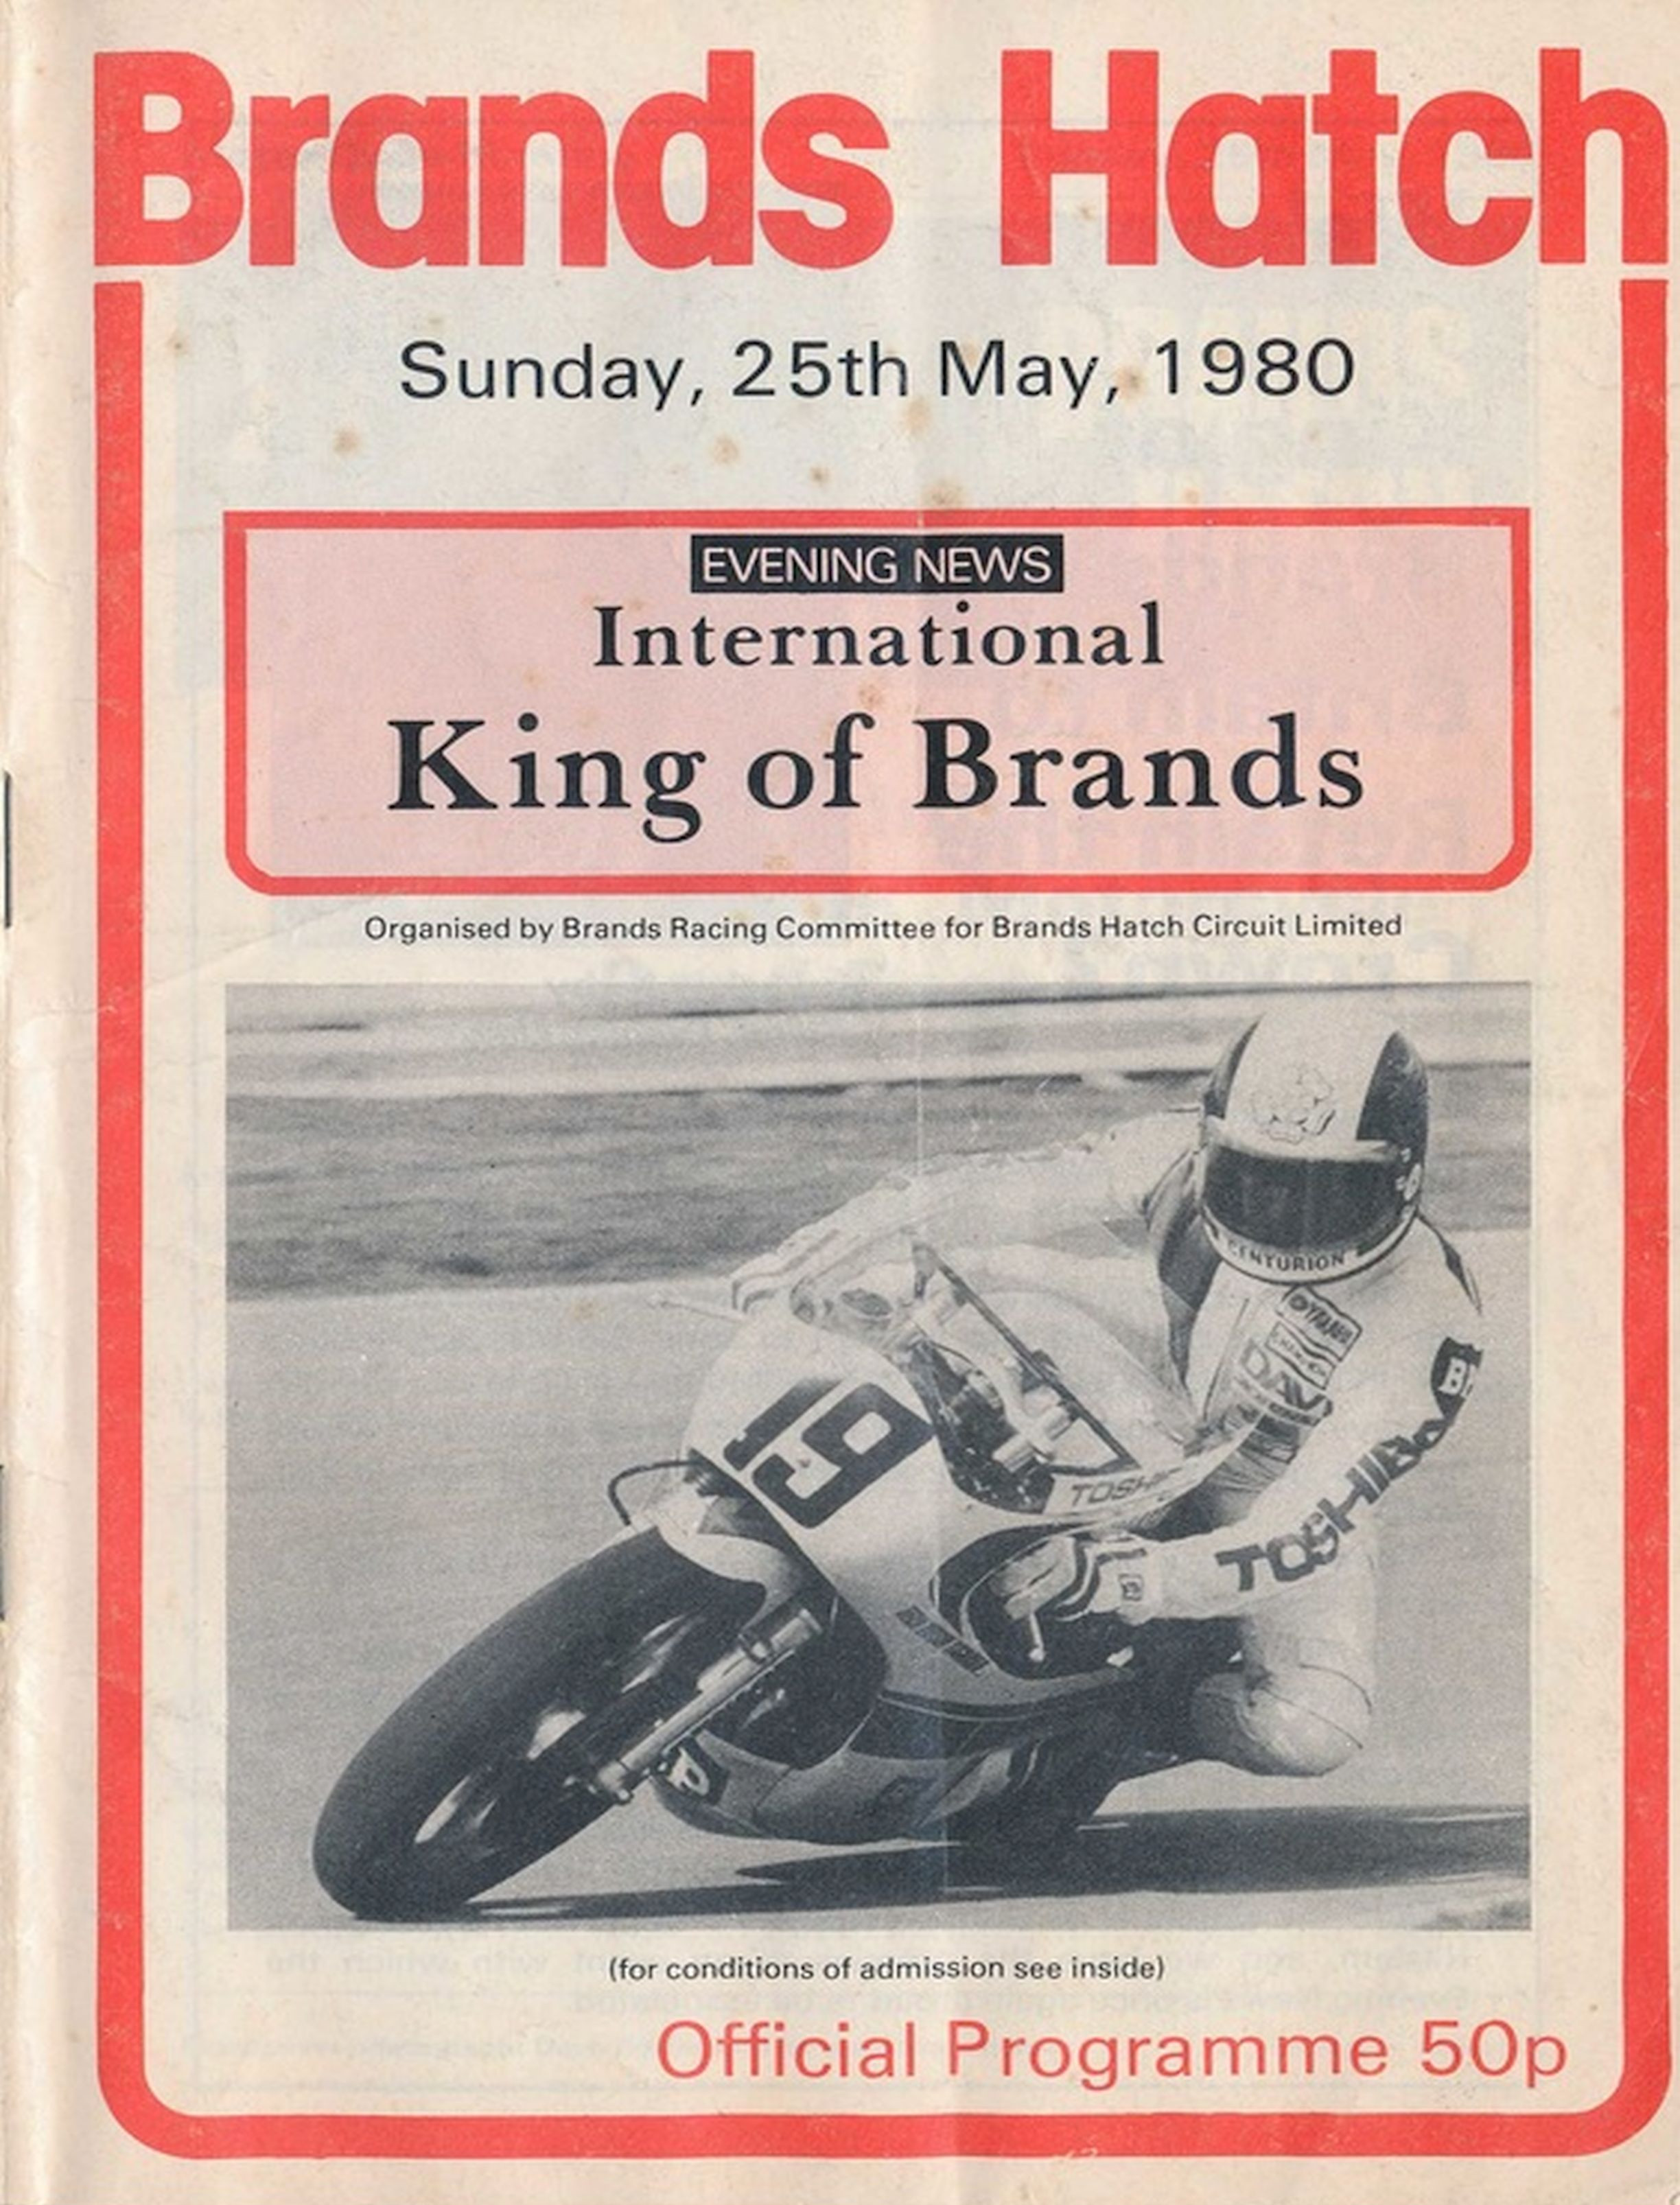 Brands Hatch
Sunday, 25th May, 1980
EVENING NEWS
International
King of Brands
Organised by Brands Racing Committee for Brands Hatch Circuit Limited
CENTURION
YAMAHA
19
TOSHIBA
(for conditions of admission see inside)
Official Programme 50p